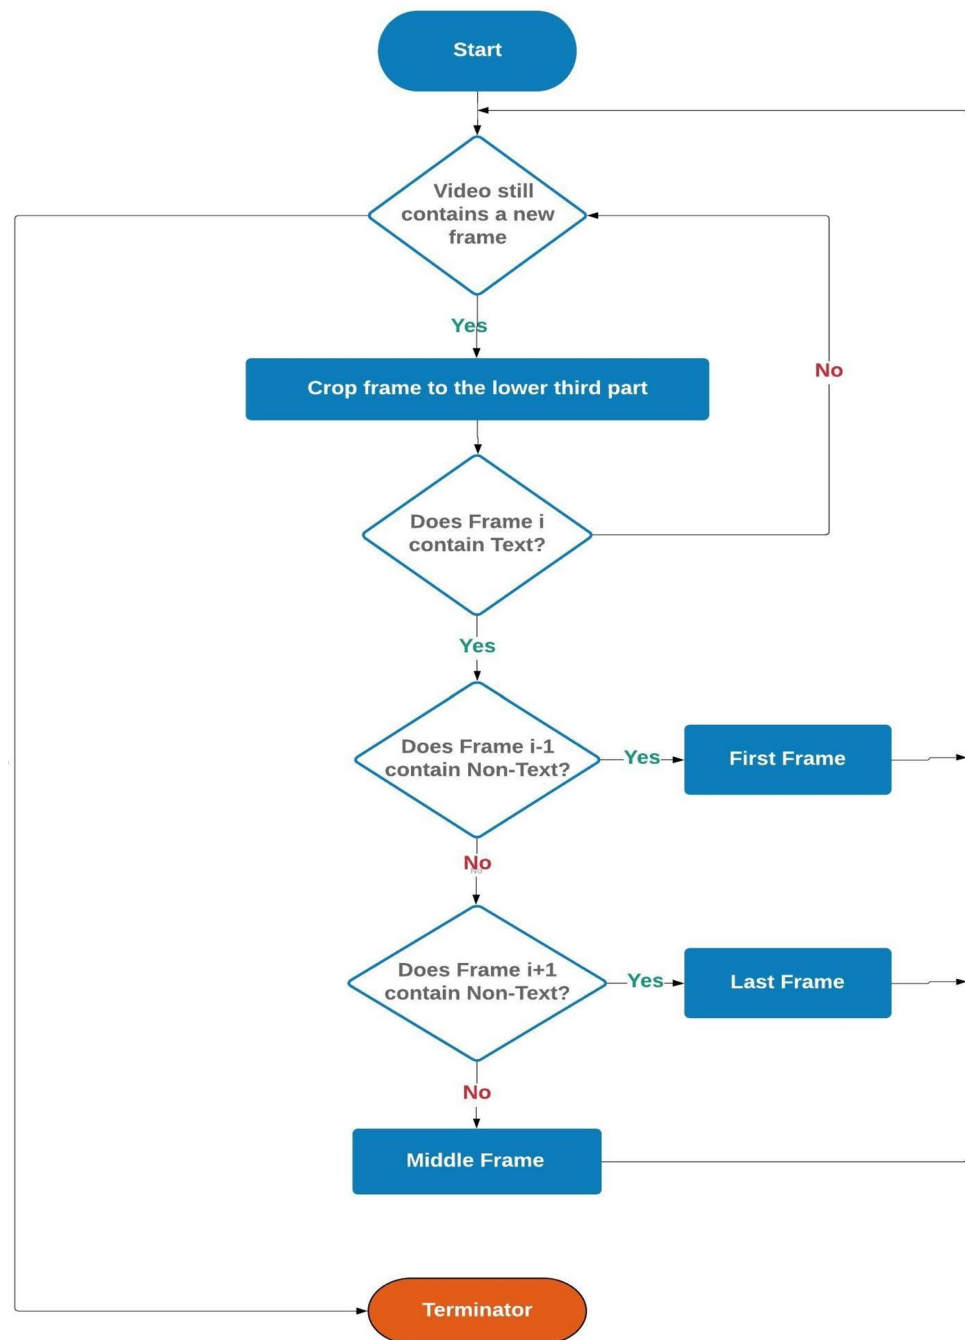 Start
Video still
contains a new
frame
Yes
Crop frame to the lower third part
No
Does Frame i
contain Text?
Yes
Does Frame i-1
contain Non-Text?
Yes
First Frame
No
No
Does Frame i+1
contain Non-Text?
Yes
Last Frame
No
Middle Frame
Terminator